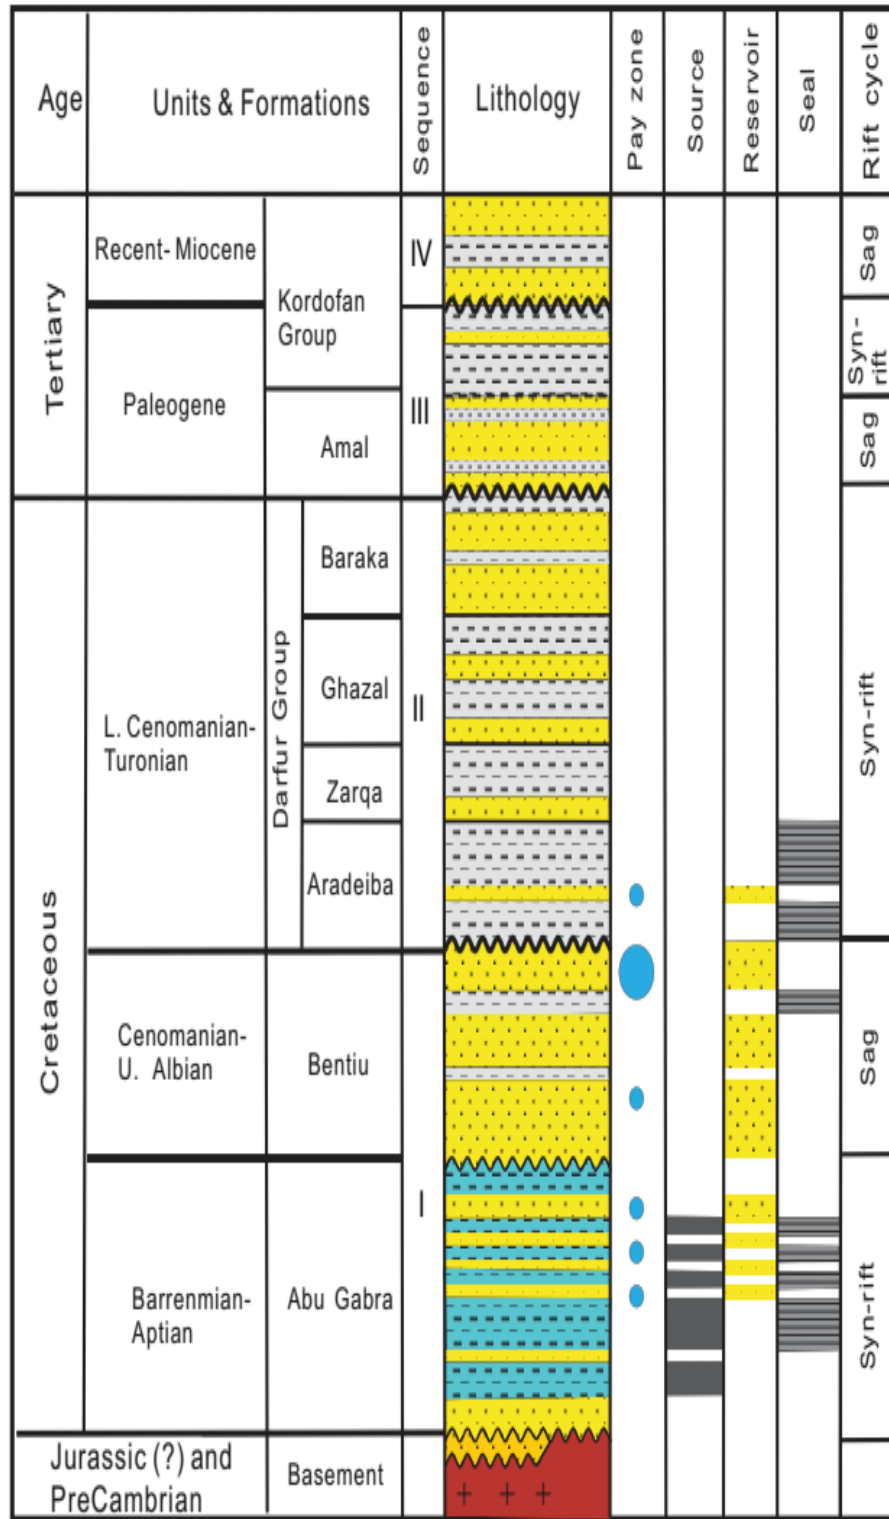 Age
Units & Formations
Sequence
Lithology
Pay zone
Source
Reservoir
Seal
Rift cycle
Tertiary
Recent-Miocene
Kordofan
Group
IV
Sag
Paleogene
III
Syn-
rift
Amal
Sag
Cretaceous
L. Cenomanian-
Turonian
Darfur Group
Baraka
Ghazal
Zarqa
Aradeiba
II
Syn-rift
Cenomanian-
U. Albian
Bentiu
Sag
I
Barrenmian-
Aptian
Abu Gabra
Syn-rift
Jurassic (?) and
PreCambrian
Basement